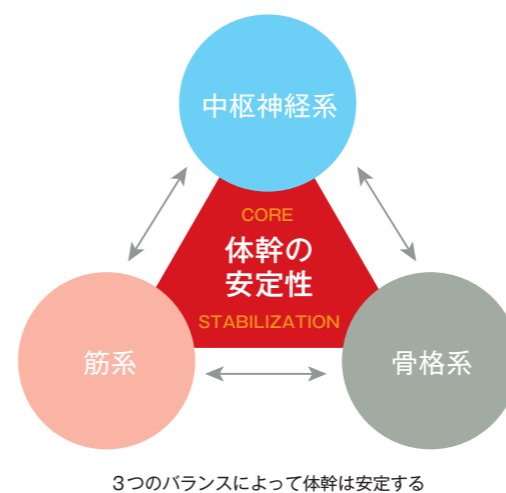 中枢神経系
CORE
体幹の
安定性
STABILIZATION
筋系
骨格系
3つのバランスによって体幹は安定する